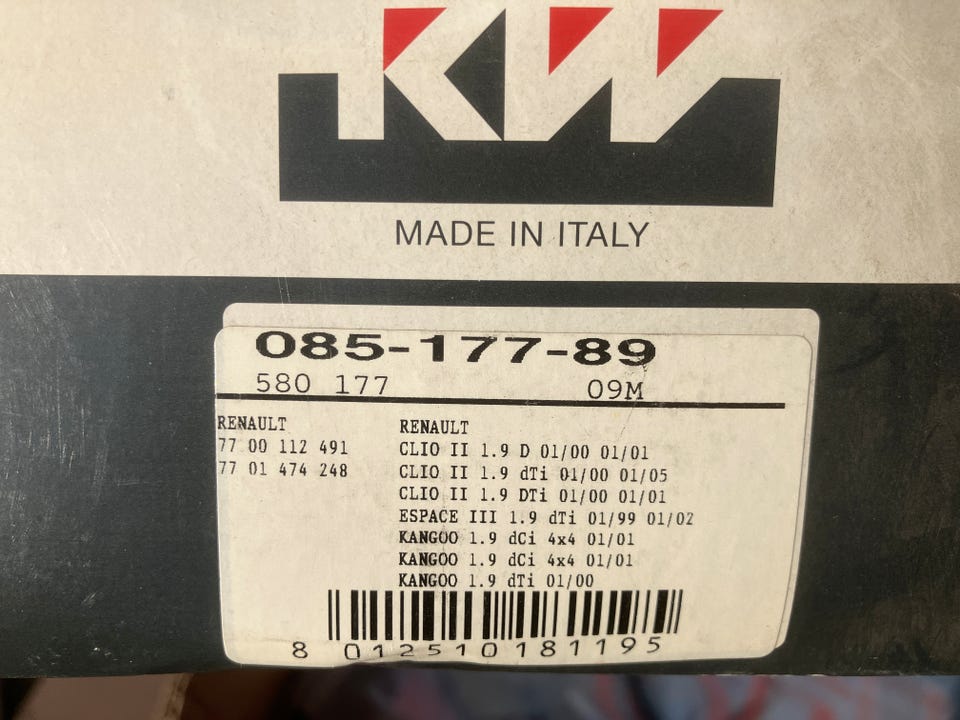 KW
MADE IN ITALY
085-177-89
580 177 09M
RENAULT RENAULT
77 00 112 491 CLIO II 1.9 D 01/00 01/01
77 01 474 248 CLIO II 1.9 dTi 01/00 01/05
CLIO II 1.9 DTi 01/00 01/01
ESPACE III 1.9 dTi 01/99 01/02
KANGOO 1.9 dCi 4x4 01/01
KANGOO 1.9 dCi 4x4 01/01
KANGOO 1.9 dTi 01/00
8 012510 181195